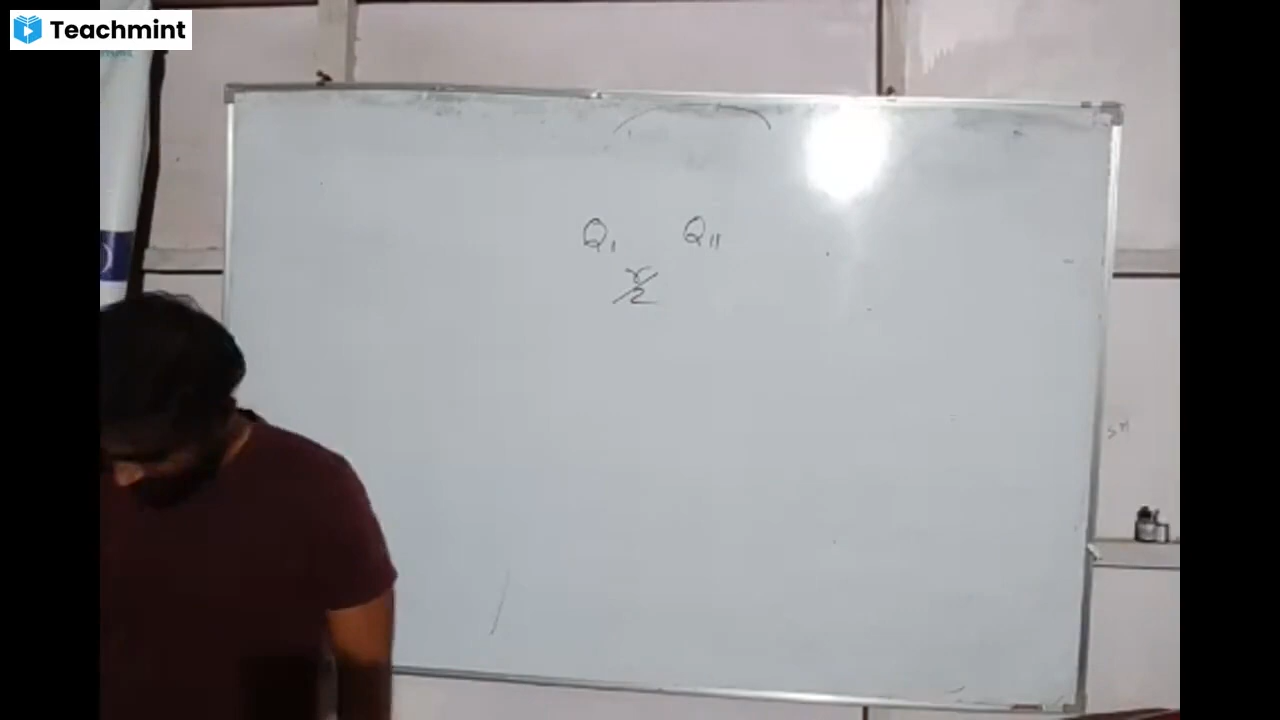 Teachmint
Q₁ Q₁₁
r/2